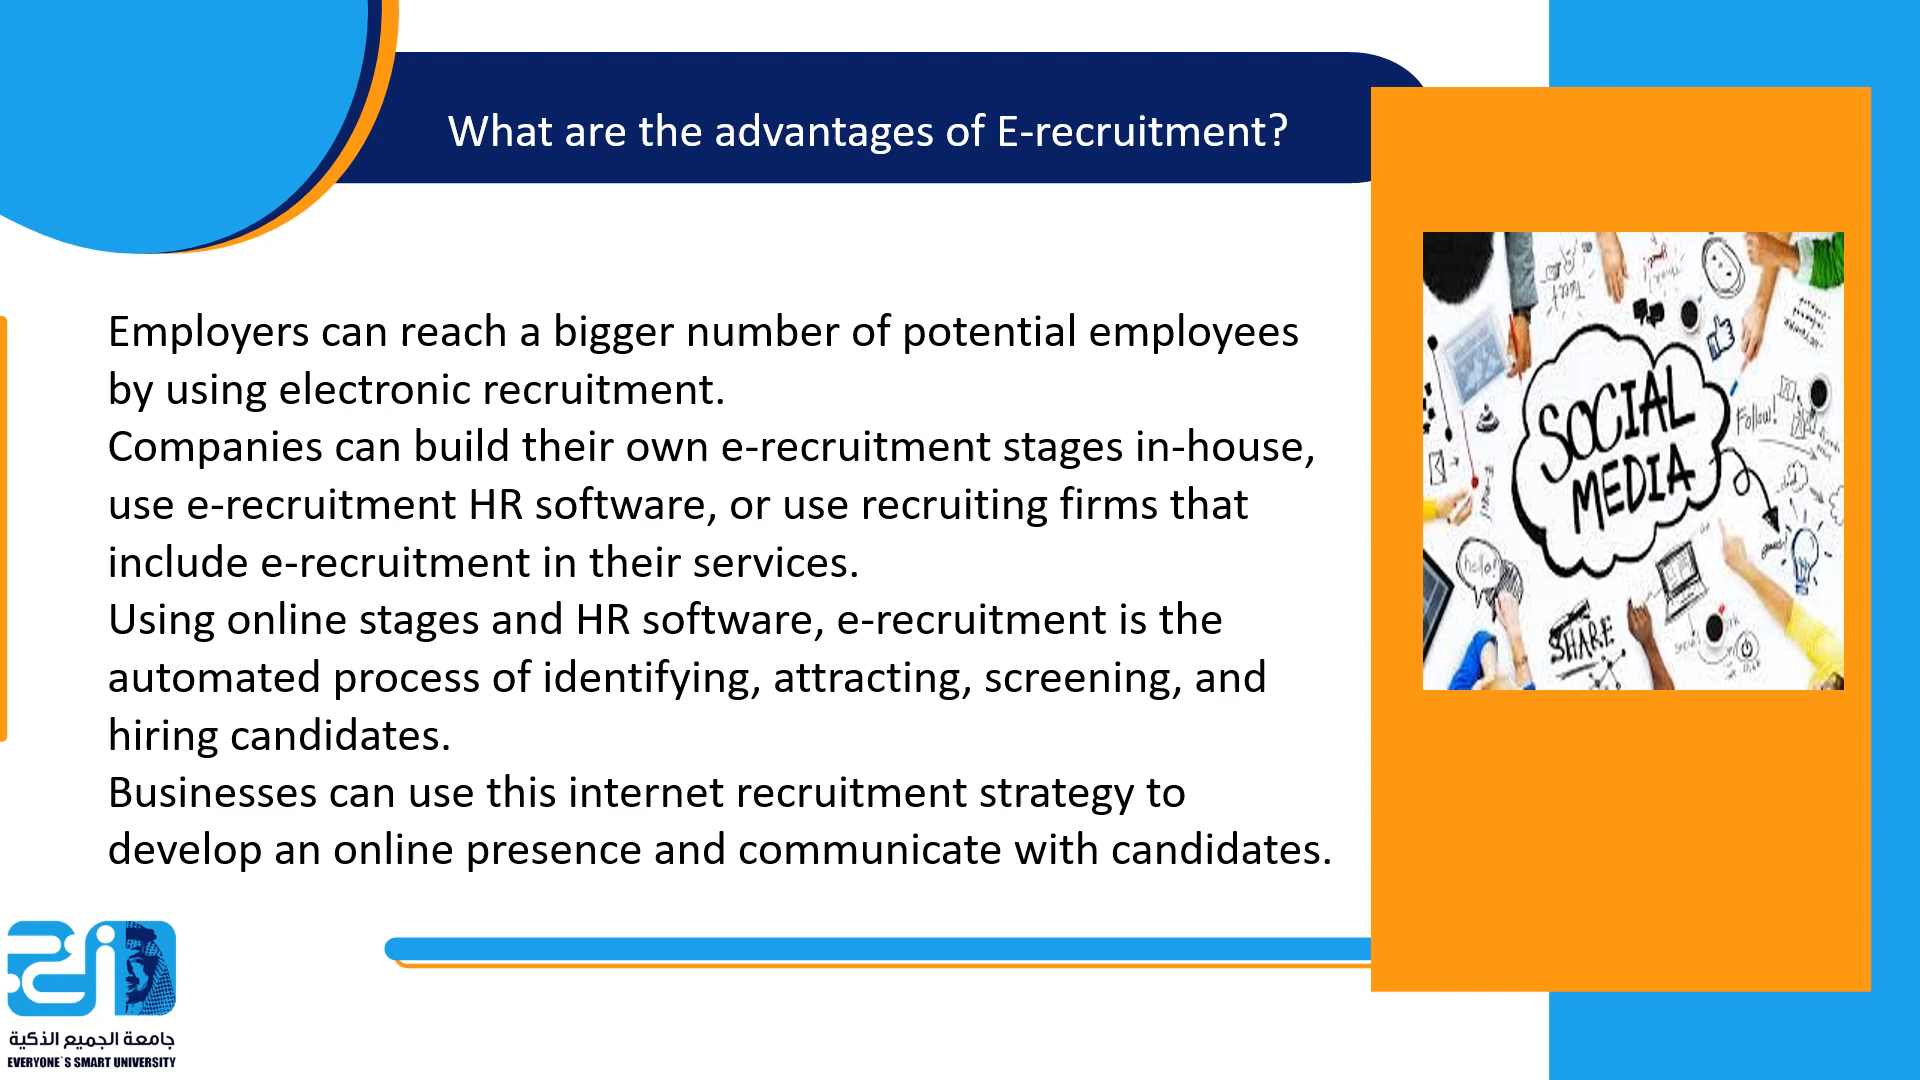 What are the advantages of E-recruitment?
Employers can reach a bigger number of potential employees
by using electronic recruitment.
Companies can build their own e-recruitment stages in-house,
use e-recruitment HR software, or use recruiting firms that
include e-recruitment in their services.
Using online stages and HR software, e-recruitment is the
automated process of identifying, attracting, screening, and
hiring candidates.
Businesses can use this internet recruitment strategy to
develop an online presence and communicate with candidates.
SOCIAL
MEDIA
Follow!
hello!
SHARE
جامعة الجميع الذكية
EVERYONE`S SMART UNIVERSITY